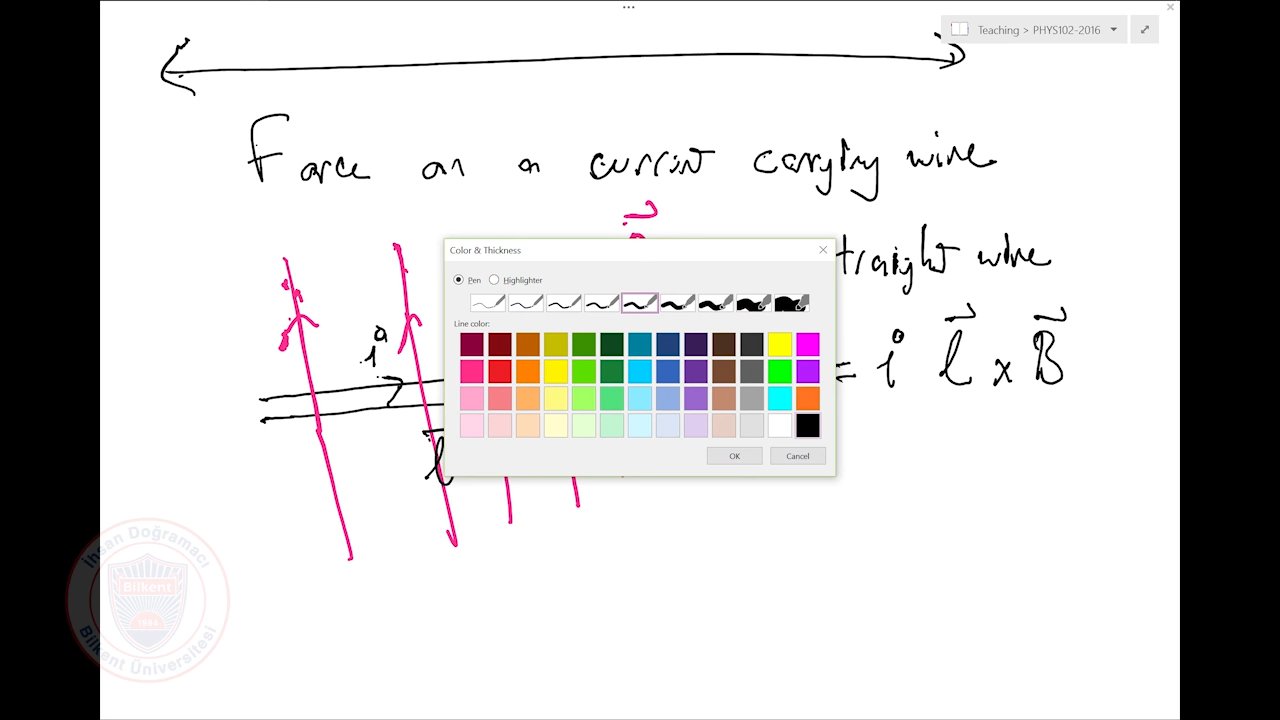 Teaching > PHYS102-2016
Force on a current carrying wire
traight wire
Color & Thickness
Pen
Highlighter
Line color:
i
= i l x B
l
OK
Cancel
İhsan Doğramacı
Bilkent
1984
Bilkent Üniversitesi